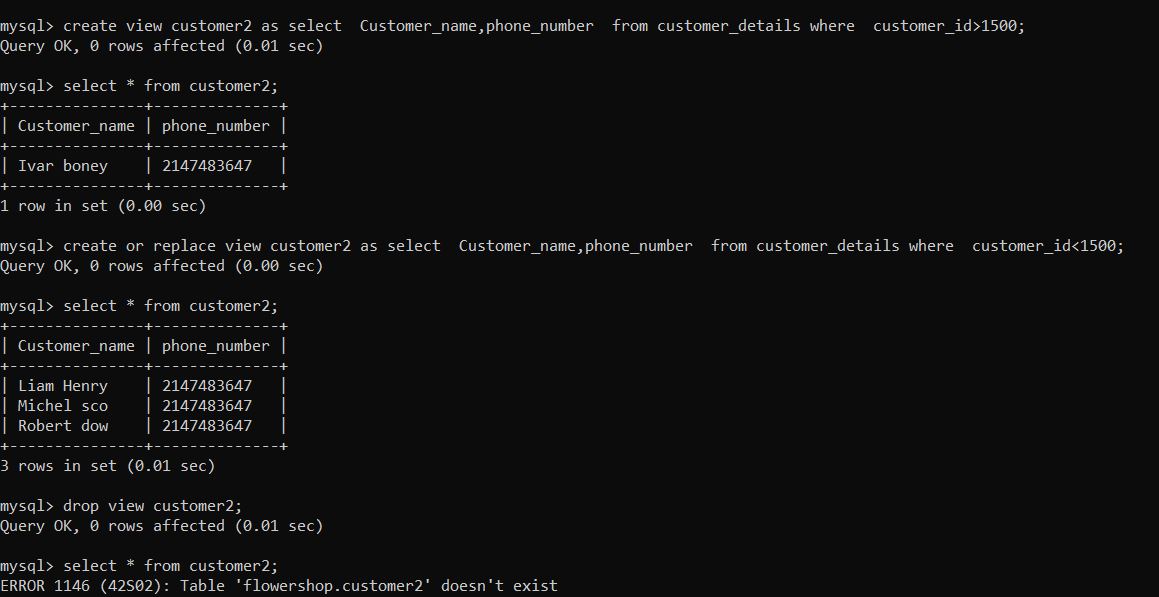 mysql> create view customer2 as select  Customer_name,phone_number  from customer_details where  customer_id>1500;
Query OK, 0 rows affected (0.01 sec)
mysql> select * from customer2;
+---------------+--------------+
| Customer_name | phone_number |
+---------------+--------------+
| Ivar boney    | 2147483647   |
+---------------+--------------+
1 row in set (0.00 sec)
mysql> create or replace view customer2 as select  Customer_name,phone_number  from customer_details where  customer_id<1500;
Query OK, 0 rows affected (0.00 sec)
mysql> select * from customer2;
+---------------+--------------+
| Customer_name | phone_number |
+---------------+--------------+
| Liam Henry    | 2147483647   |
| Michel sco    | 2147483647   |
| Robert dow    | 2147483647   |
+---------------+--------------+
3 rows in set (0.01 sec)
mysql> drop view customer2;
Query OK, 0 rows affected (0.01 sec)
mysql> select * from customer2;
ERROR 1146 (42S02): Table 'flowershop.customer2' doesn't exist